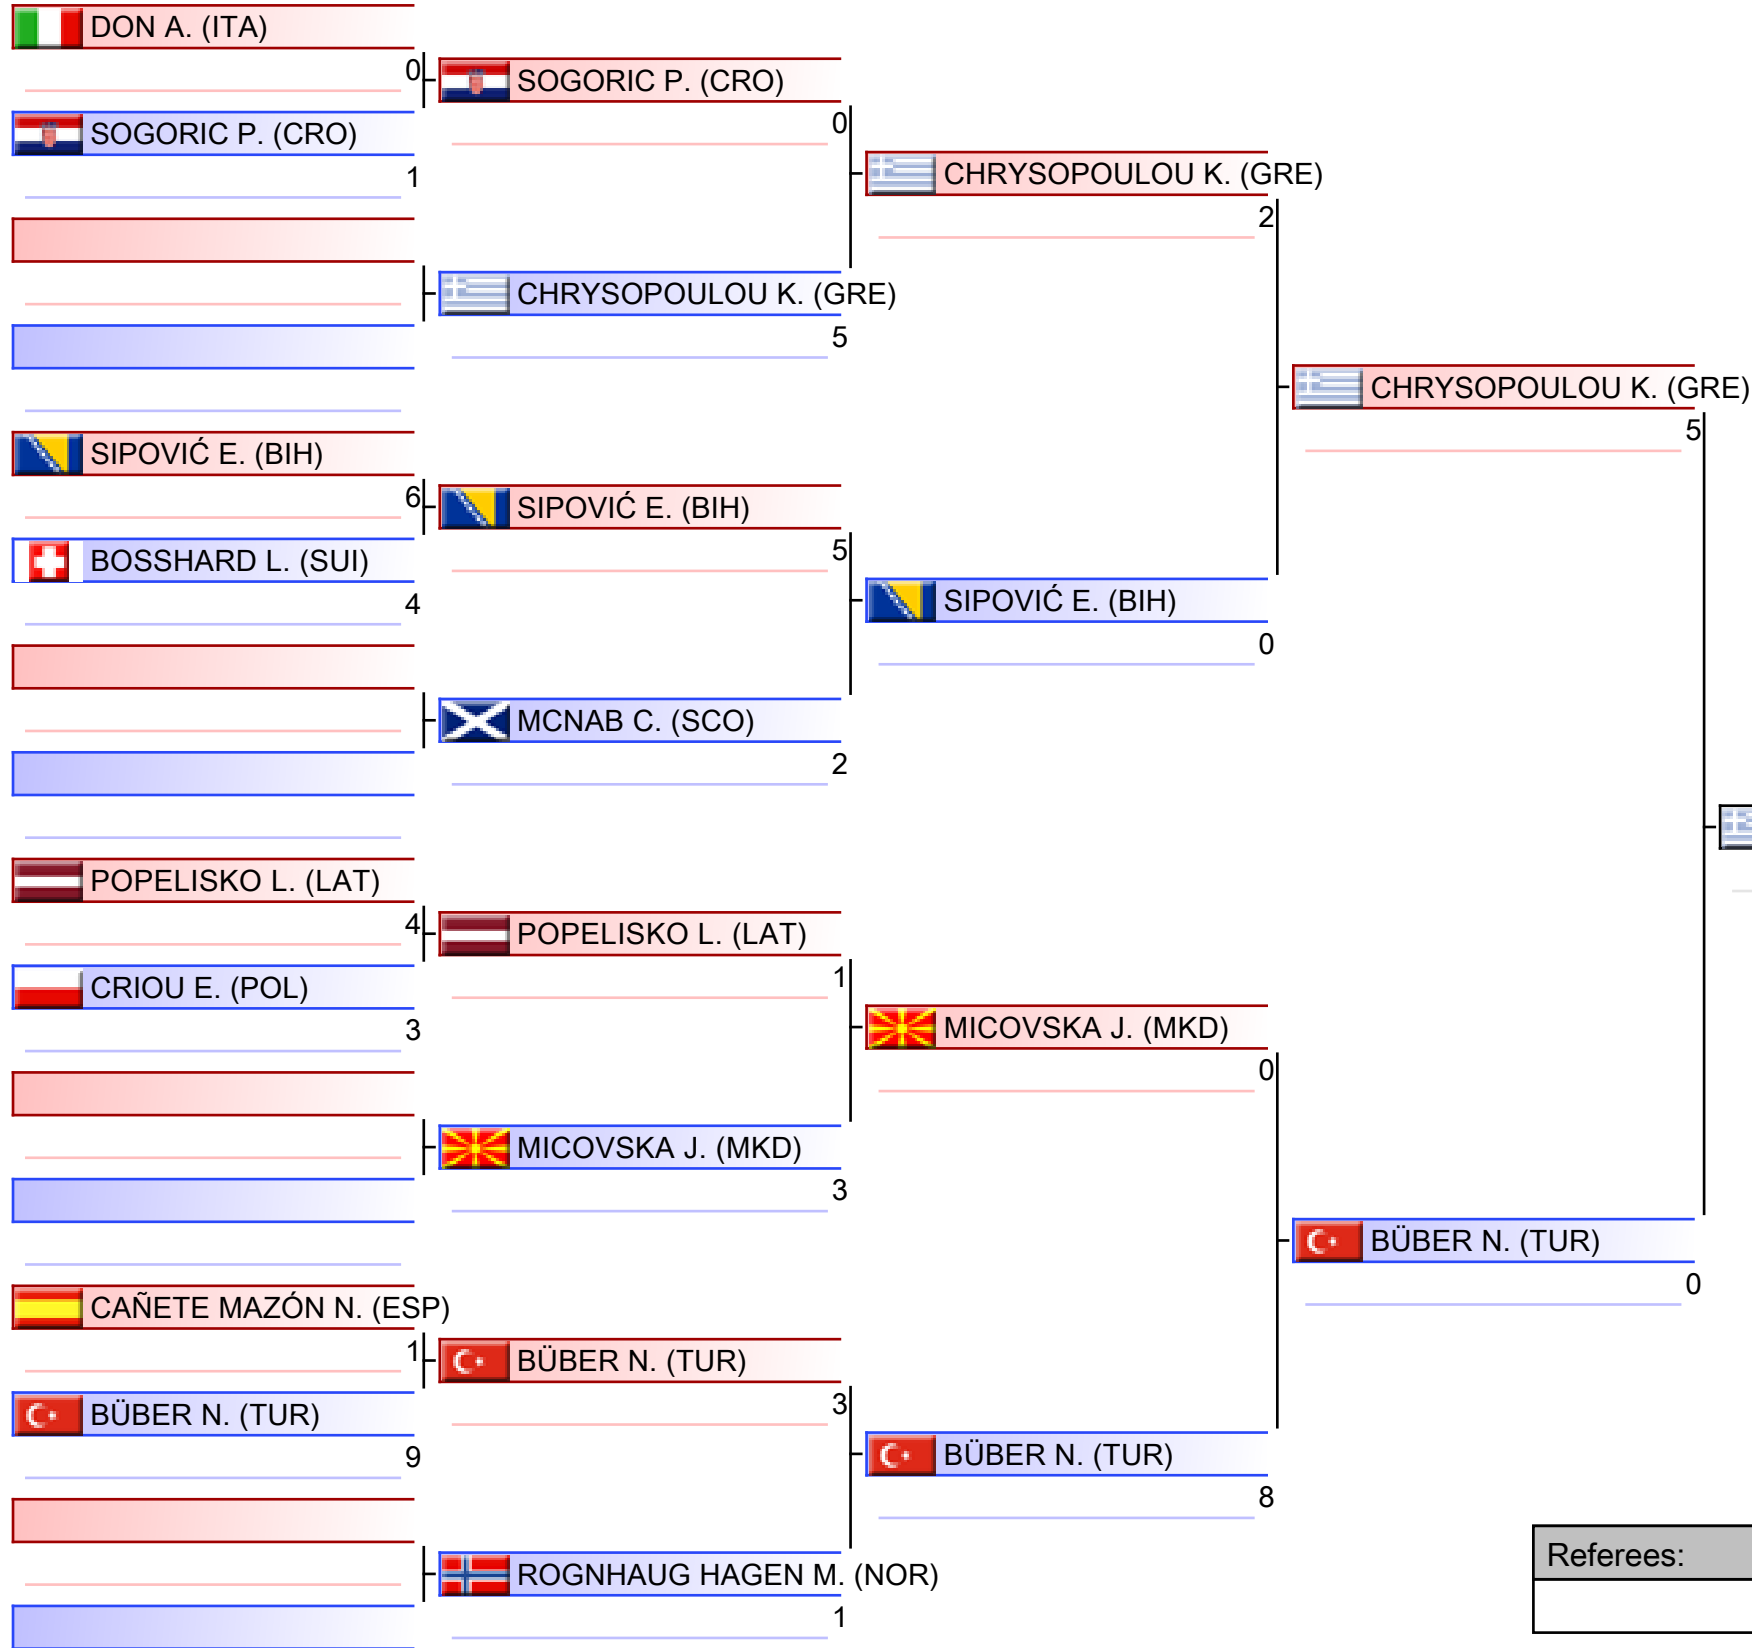 DON A. (ITA)
0
SOGORIC P. (CRO)
1
SIPOVIĆ E. (BIH)
6
BOSSHARD L. (SUI)
4
POPELISKO L. (LAT)
4
CRIOU E. (POL)
3
CAÑETE MAZÓN N. (ESP)
1
BÜBER N. (TUR)
9
SOGORIC P. (CRO)
0
CHRYSOPOULOU K. (GRE)
5
SIPOVIĆ E. (BIH)
5
MCNAB C. (SCO)
2
POPELISKO L. (LAT)
1
MICOVSKA J. (MKD)
3
BÜBER N. (TUR)
3
ROGNHAUG HAGEN M. (NOR)
1
CHRYSOPOULOU K. (GRE)
2
SIPOVIĆ E. (BIH)
0
MICOVSKA J. (MKD)
0
BÜBER N. (TUR)
8
CHRYSOPOULOU K. (GRE)
5
BÜBER N. (TUR)
0
Referees: